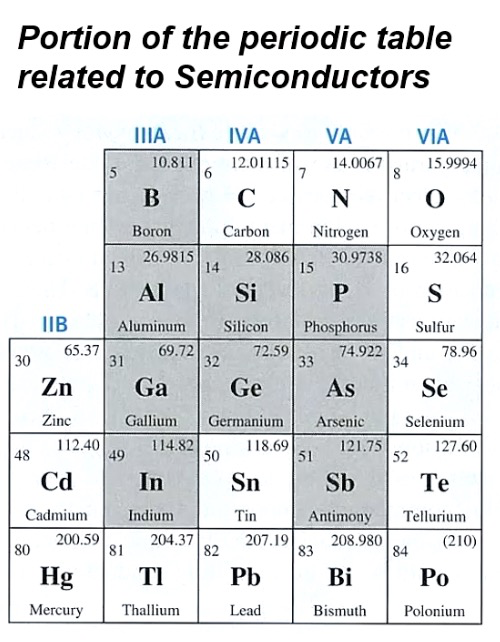 Portion of the periodic table
related to Semiconductors
IIIA IVA VA VIA
5 10.811 6 12.01115 7 14.0067 8 15.9994
B C N O
Boron Carbon Nitrogen Oxygen
13 26.9815 14 28.086 15 30.9738 16 32.064
Al Si P S
IIB Aluminum Silicon Phosphorus Sulfur
30 65.37 31 69.72 32 72.59 33 74.922 34 78.96
Zn Ga Ge As Se
Zinc Gallium Germanium Arsenic Selenium
48 112.40 49 114.82 50 118.69 51 121.75 52 127.60
Cd In Sn Sb Te
Cadmium Indium Tin Antimony Tellurium
80 200.59 81 204.37 82 207.19 83 208.980 84 (210)
Hg Tl Pb Bi Po
Mercury Thallium Lead Bismuth Polonium